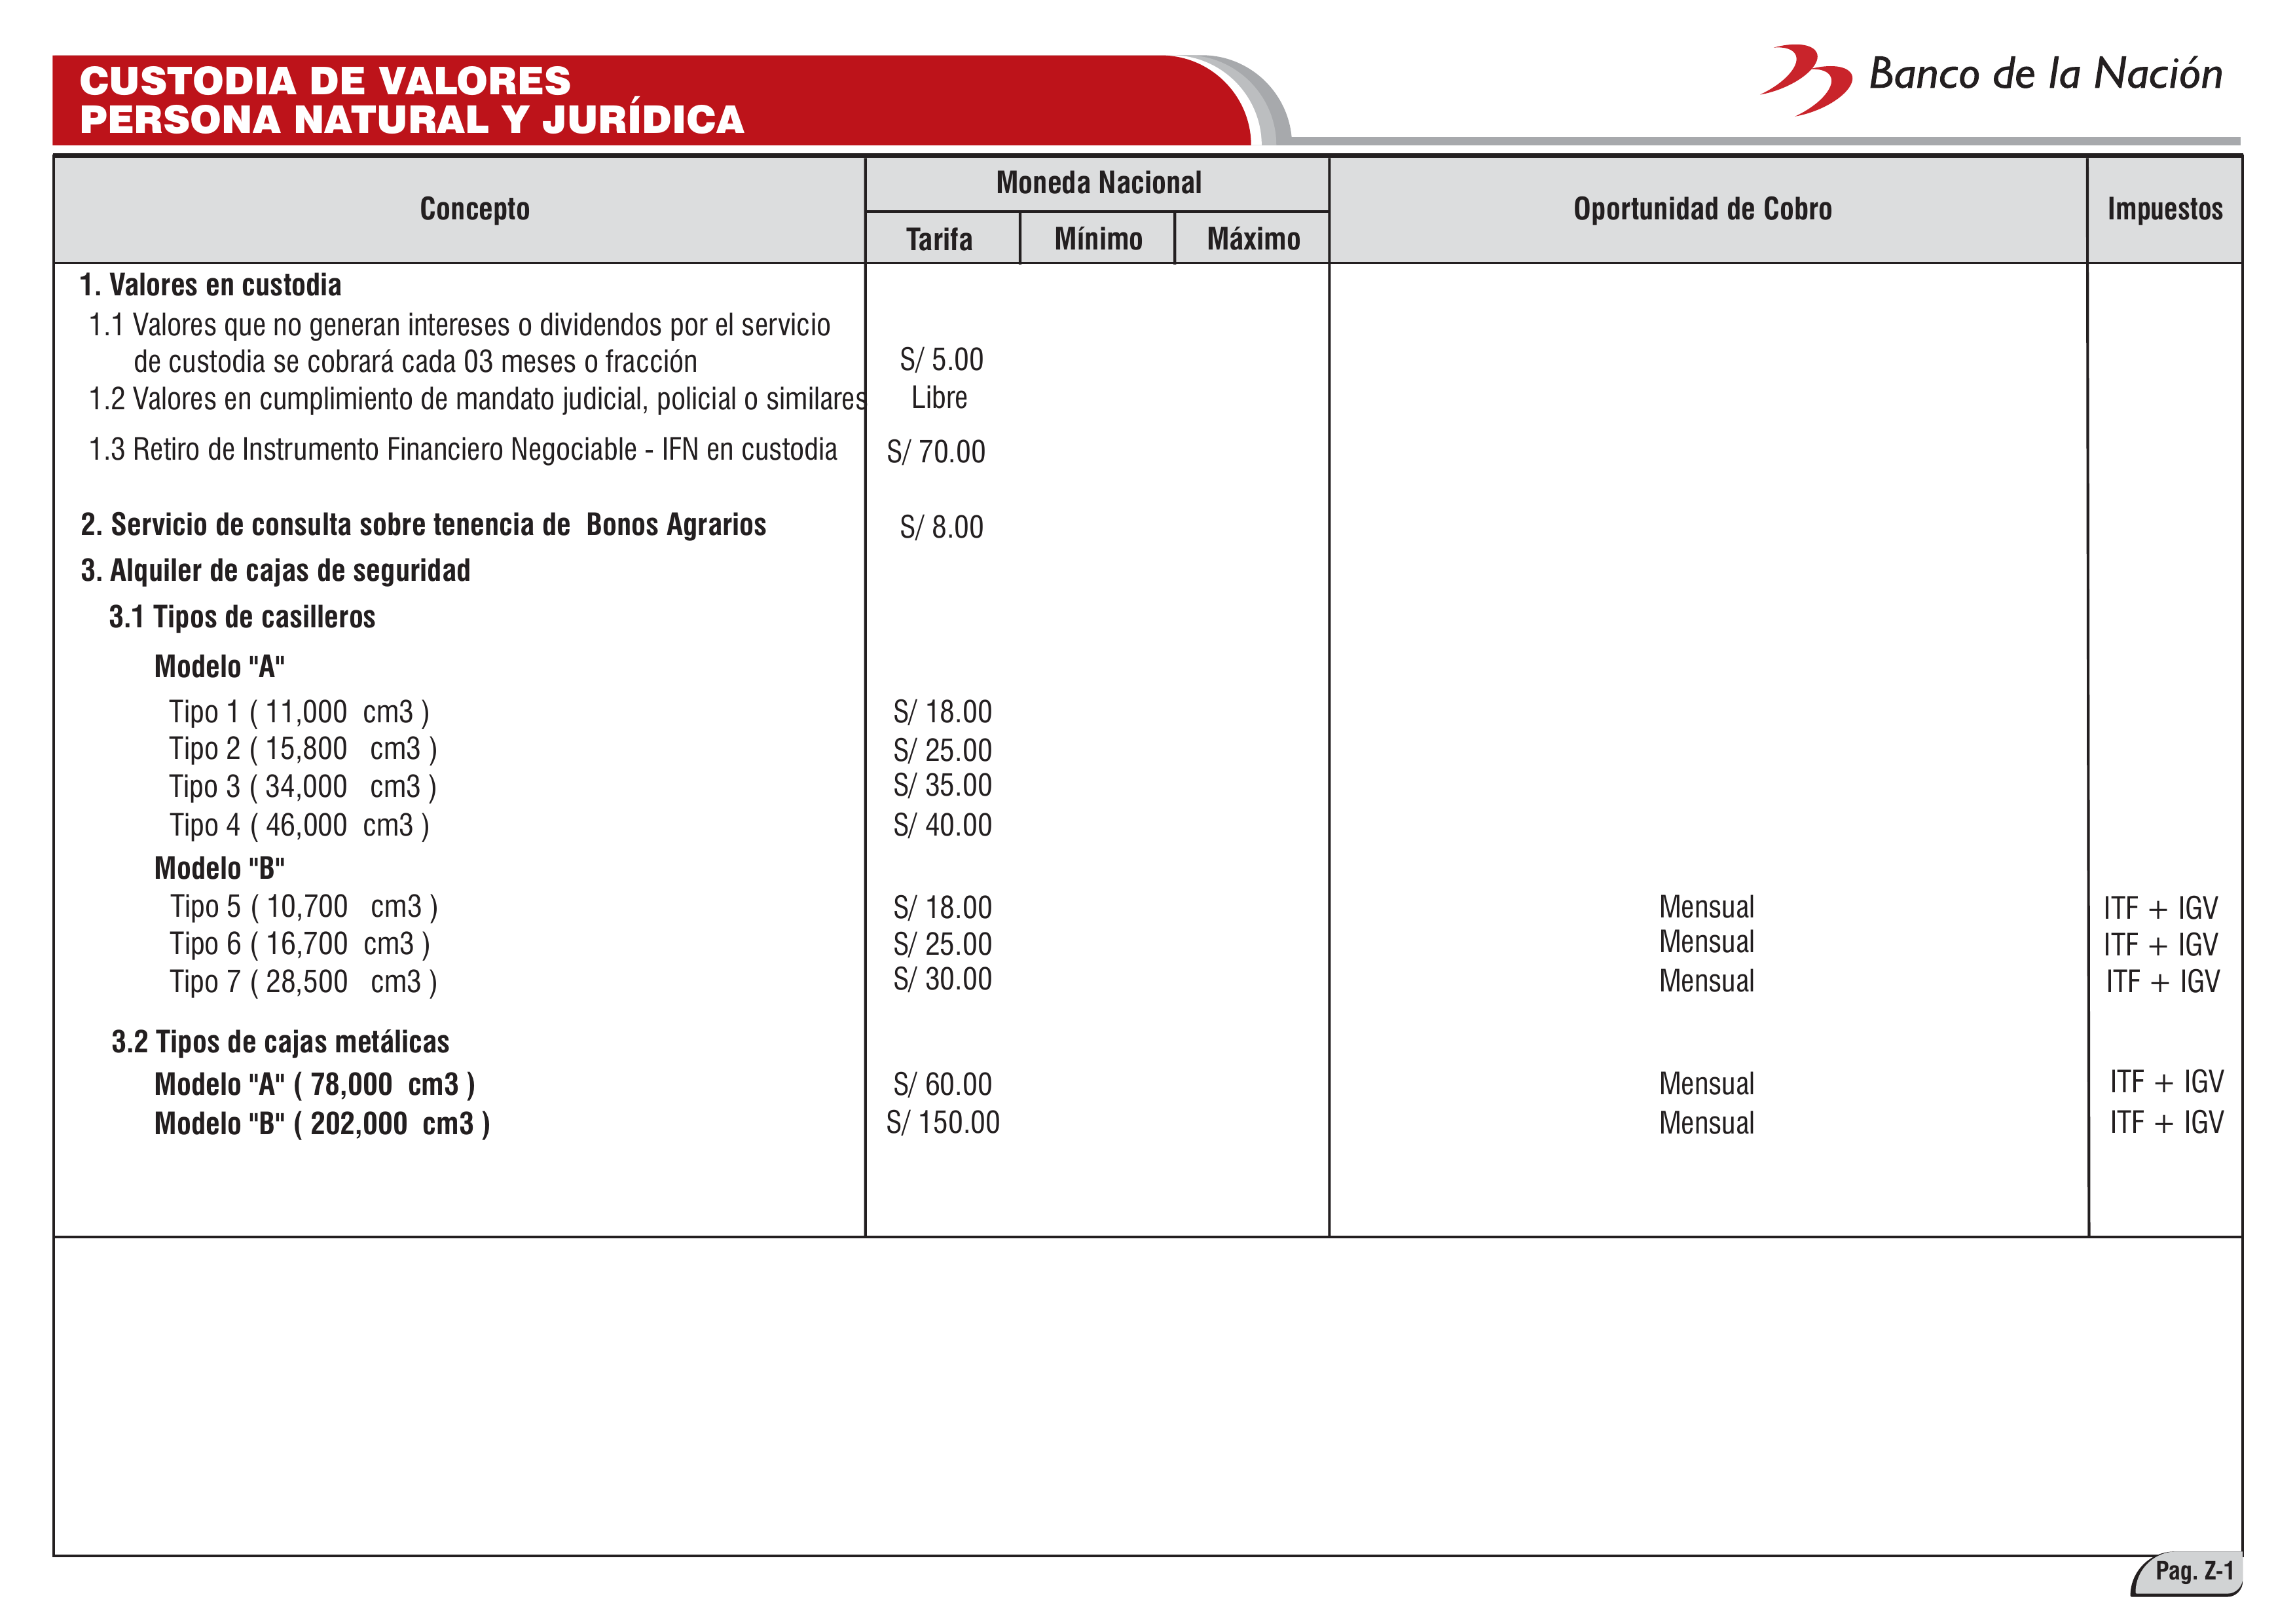 CUSTODIA DE VALORES
PERSONA NATURAL Y JURÍDICA
Banco de la Nación
Concepto
Moneda Nacional
Tarifa Mínimo Máximo
Oportunidad de Cobro
Impuestos
1. Valores en custodia
1.1 Valores que no generan intereses o dividendos por el servicio
de custodia se cobrará cada 03 meses o fracción S/ 5.00
1.2 Valores en cumplimiento de mandato judicial, policial o similares Libre
1.3 Retiro de Instrumento Financiero Negociable - IFN en custodia S/ 70.00
2. Servicio de consulta sobre tenencia de Bonos Agrarios S/ 8.00
3. Alquiler de cajas de seguridad
3.1 Tipos de casilleros
Modelo "A"
Tipo 1 ( 11,000 cm3 ) S/ 18.00
Tipo 2 ( 15,800 cm3 ) S/ 25.00
Tipo 3 ( 34,000 cm3 ) S/ 35.00
Tipo 4 ( 46,000 cm3 ) S/ 40.00
Modelo "B"
Tipo 5 ( 10,700 cm3 ) S/ 18.00 Mensual ITF + IGV
Tipo 6 ( 16,700 cm3 ) S/ 25.00 Mensual ITF + IGV
Tipo 7 ( 28,500 cm3 ) S/ 30.00 Mensual ITF + IGV
3.2 Tipos de cajas metálicas
Modelo "A" ( 78,000 cm3 ) S/ 60.00 Mensual ITF + IGV
Modelo "B" ( 202,000 cm3 ) S/ 150.00 Mensual ITF + IGV
Pag. Z-1